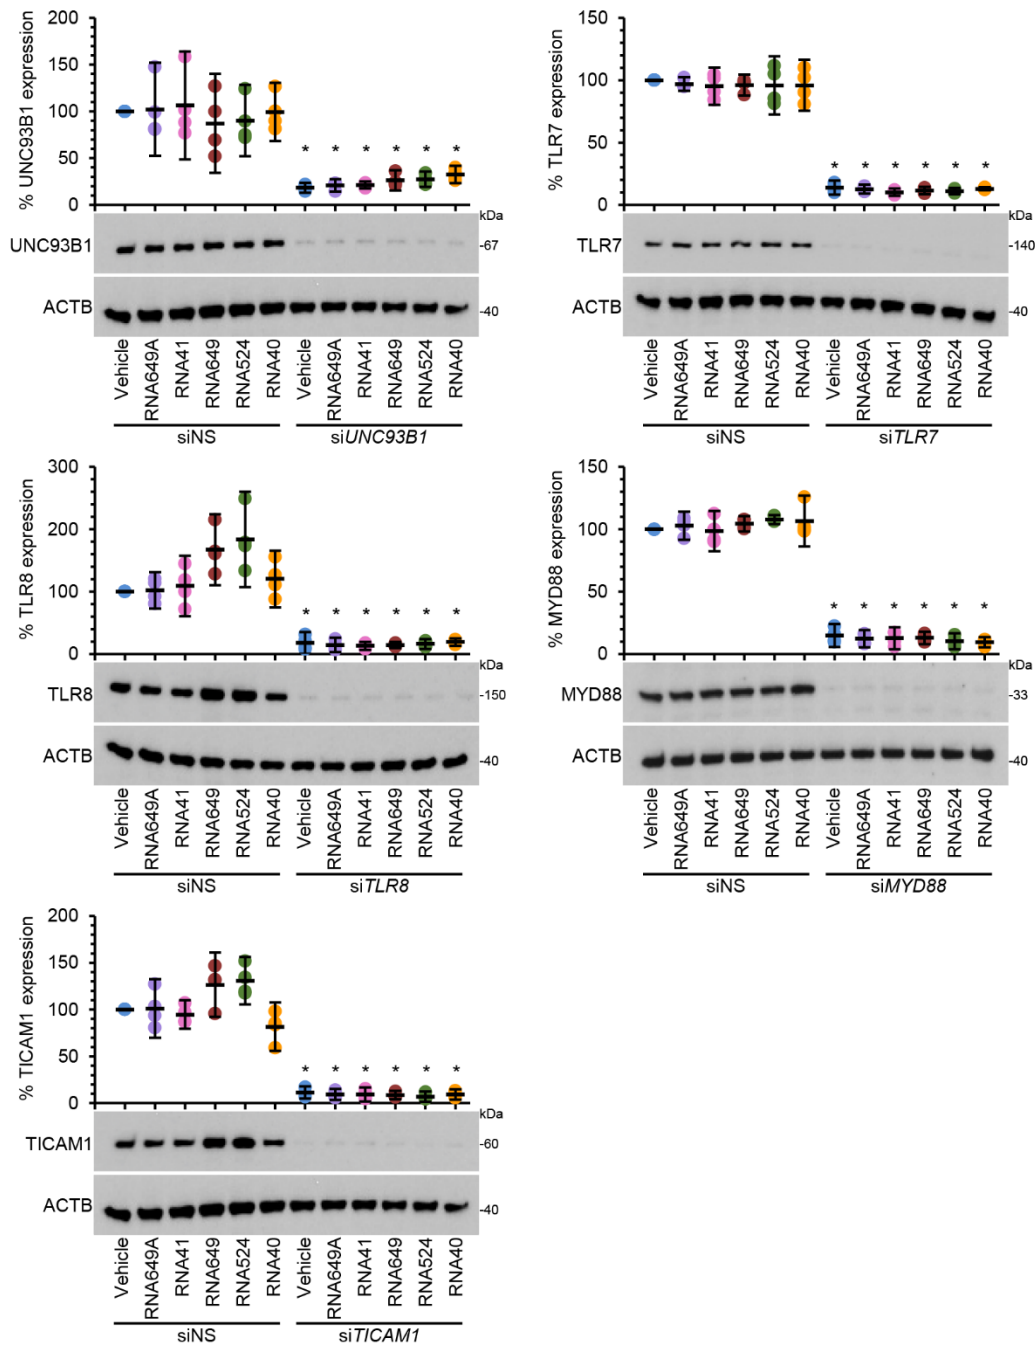 % UNC93B1 expression
200
150
100
50
0
* * * * * *
kDa
UNC93B1
-67
ACTB
-40
Vehicle
RNA649A
RNA41
RNA649
RNA524
RNA40
Vehicle
RNA649A
RNA41
RNA649
RNA524
RNA40
siNS
siUNC93B1
% TLR7 expression
150
100
50
0
* * * * * *
kDa
TLR7
-140
ACTB
-40
Vehicle
RNA649A
RNA41
RNA649
RNA524
RNA40
Vehicle
RNA649A
RNA41
RNA649
RNA524
RNA40
siNS
siTLR7
% TLR8 expression
300
200
100
0
* * * * * *
kDa
TLR8
-150
ACTB
-40
Vehicle
RNA649A
RNA41
RNA649
RNA524
RNA40
Vehicle
RNA649A
RNA41
RNA649
RNA524
RNA40
siNS
siTLR8
% MYD88 expression
150
100
50
0
* * * * * *
kDa
MYD88
-33
ACTB
-40
Vehicle
RNA649A
RNA41
RNA649
RNA524
RNA40
Vehicle
RNA649A
RNA41
RNA649
RNA524
RNA40
siNS
siMYD88
% TICAM1 expression
200
150
100
50
0
* * * * * *
kDa
TICAM1
-60
ACTB
-40
Vehicle
RNA649A
RNA41
RNA649
RNA524
RNA40
Vehicle
RNA649A
RNA41
RNA649
RNA524
RNA40
siNS
siTICAM1